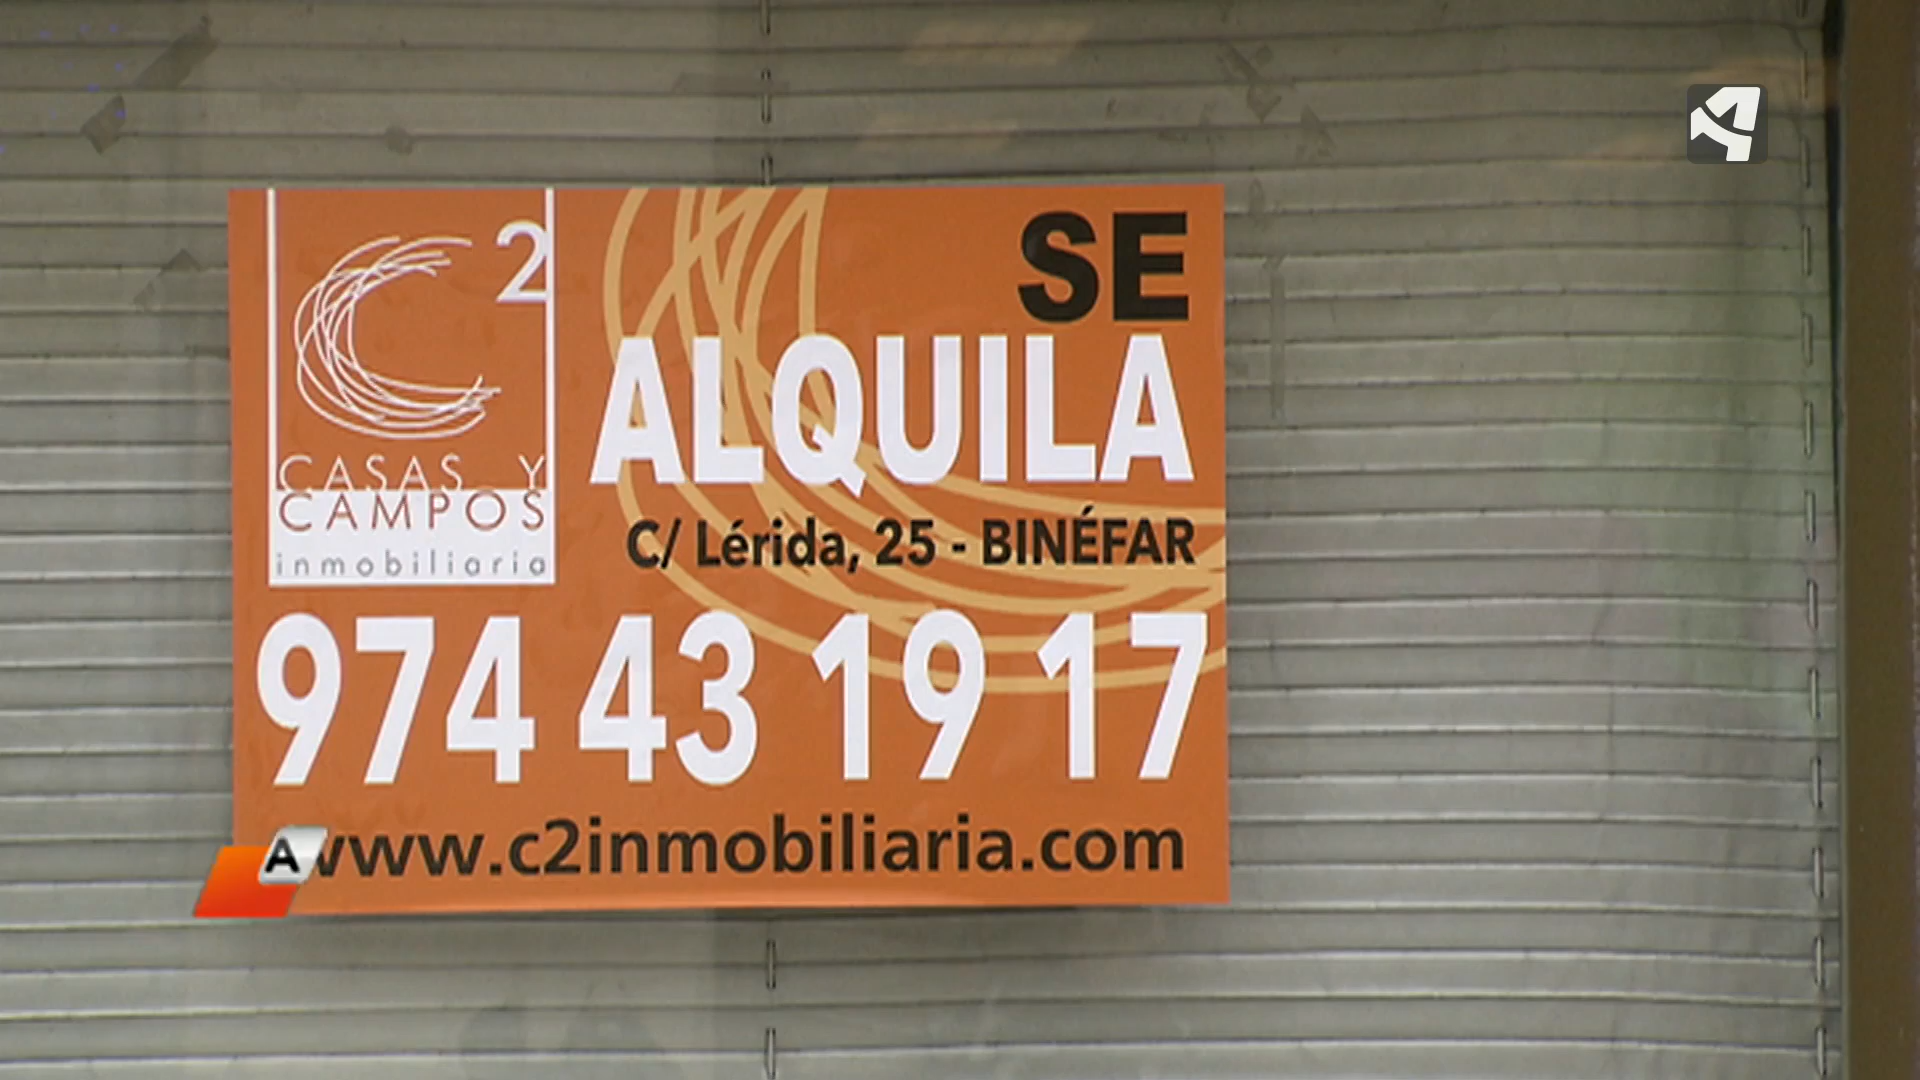 C²
CASAS Y
CAMPOS
inmobiliaria
SE
ALQUILA
C/ Lérida, 25 - BINÉFAR
974 43 19 17
www.c2inmobiliaria.com
A